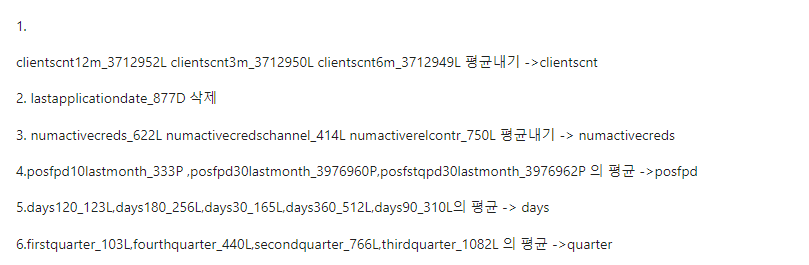 1.
clientscnt12m_3712952L clientscnt3m_3712950L clientscnt6m_3712949L 평균내기 ->clientscnt
2. lastapplicationdate_877D 삭제
3. numactivecreds_622L numactivecredschannel_414L numactiverelcontr_750L 평균내기 -> numactivecreds
4.posfpd10lastmonth_333P ,posfpd30lastmonth_3976960P,posfstqpd30lastmonth_3976962P 의 평균 ->posfpd
5.days120_123L,days180_256L,days30_165L,days360_512L,days90_310L의 평균 -> days
6.firstquarter_103L,fourthquarter_440L,secondquarter_766L,thirdquarter_1082L 의 평균 ->quarter